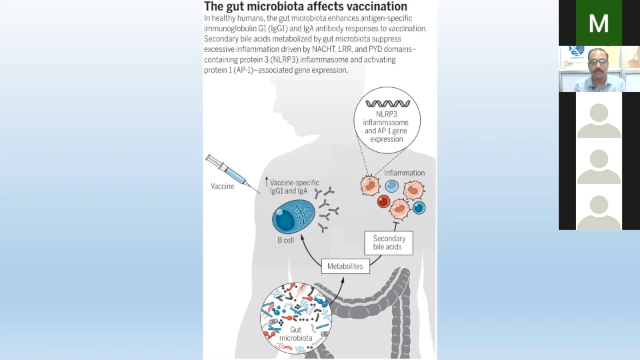 The gut microbiota affects vaccination
In healthy humans, the gut microbiota enhances antigen-specific
immunoglobulin G1 (IgG1) and IgA antibody responses to vaccination.
Secondary bile acids metabolized by gut microbiota suppress
excessive inflammation driven by NACHT, LRR, and PYD domains–
containing protein 3 (NLRP3) inflammasome and activating
protein 1 (AP-1)–associated gene expression.
NLRP3
inflammasome
and AP-1 gene
expression
Vaccine
Vaccine-specific
IgG1 and IgA
Inflammation
B cell
Secondary
bile acids
Metabolites
Gut
microbiota
M